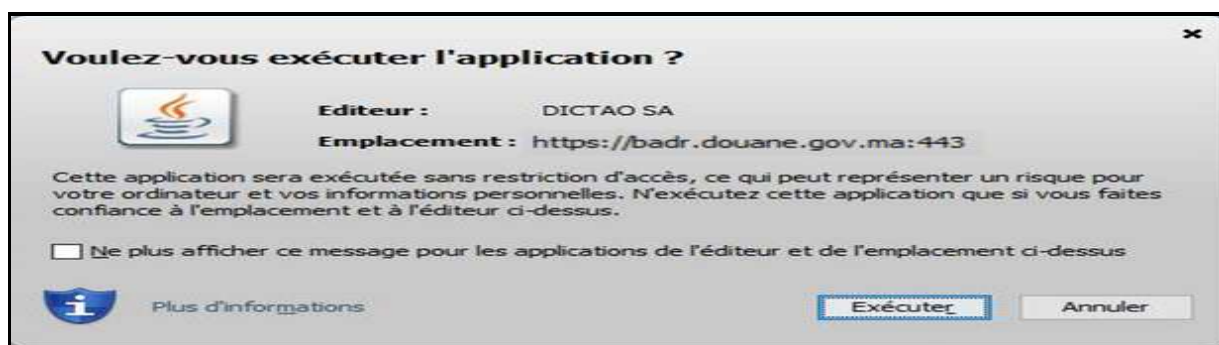 Voulez-vous exécuter l'application ?
Editeur : DICTAO SA
Emplacement : https://badr.douane.gov.ma:443
Cette application sera exécutée sans restriction d'accès, ce qui peut représenter un risque pour
votre ordinateur et vos informations personnelles. N'exécutez cette application que si vous faites
confiance à l'emplacement et à l'éditeur ci-dessus.
Ne plus afficher ce message pour les applications de l'éditeur et de l'emplacement ci-dessus
Plus d'informations Exécuter Annuler